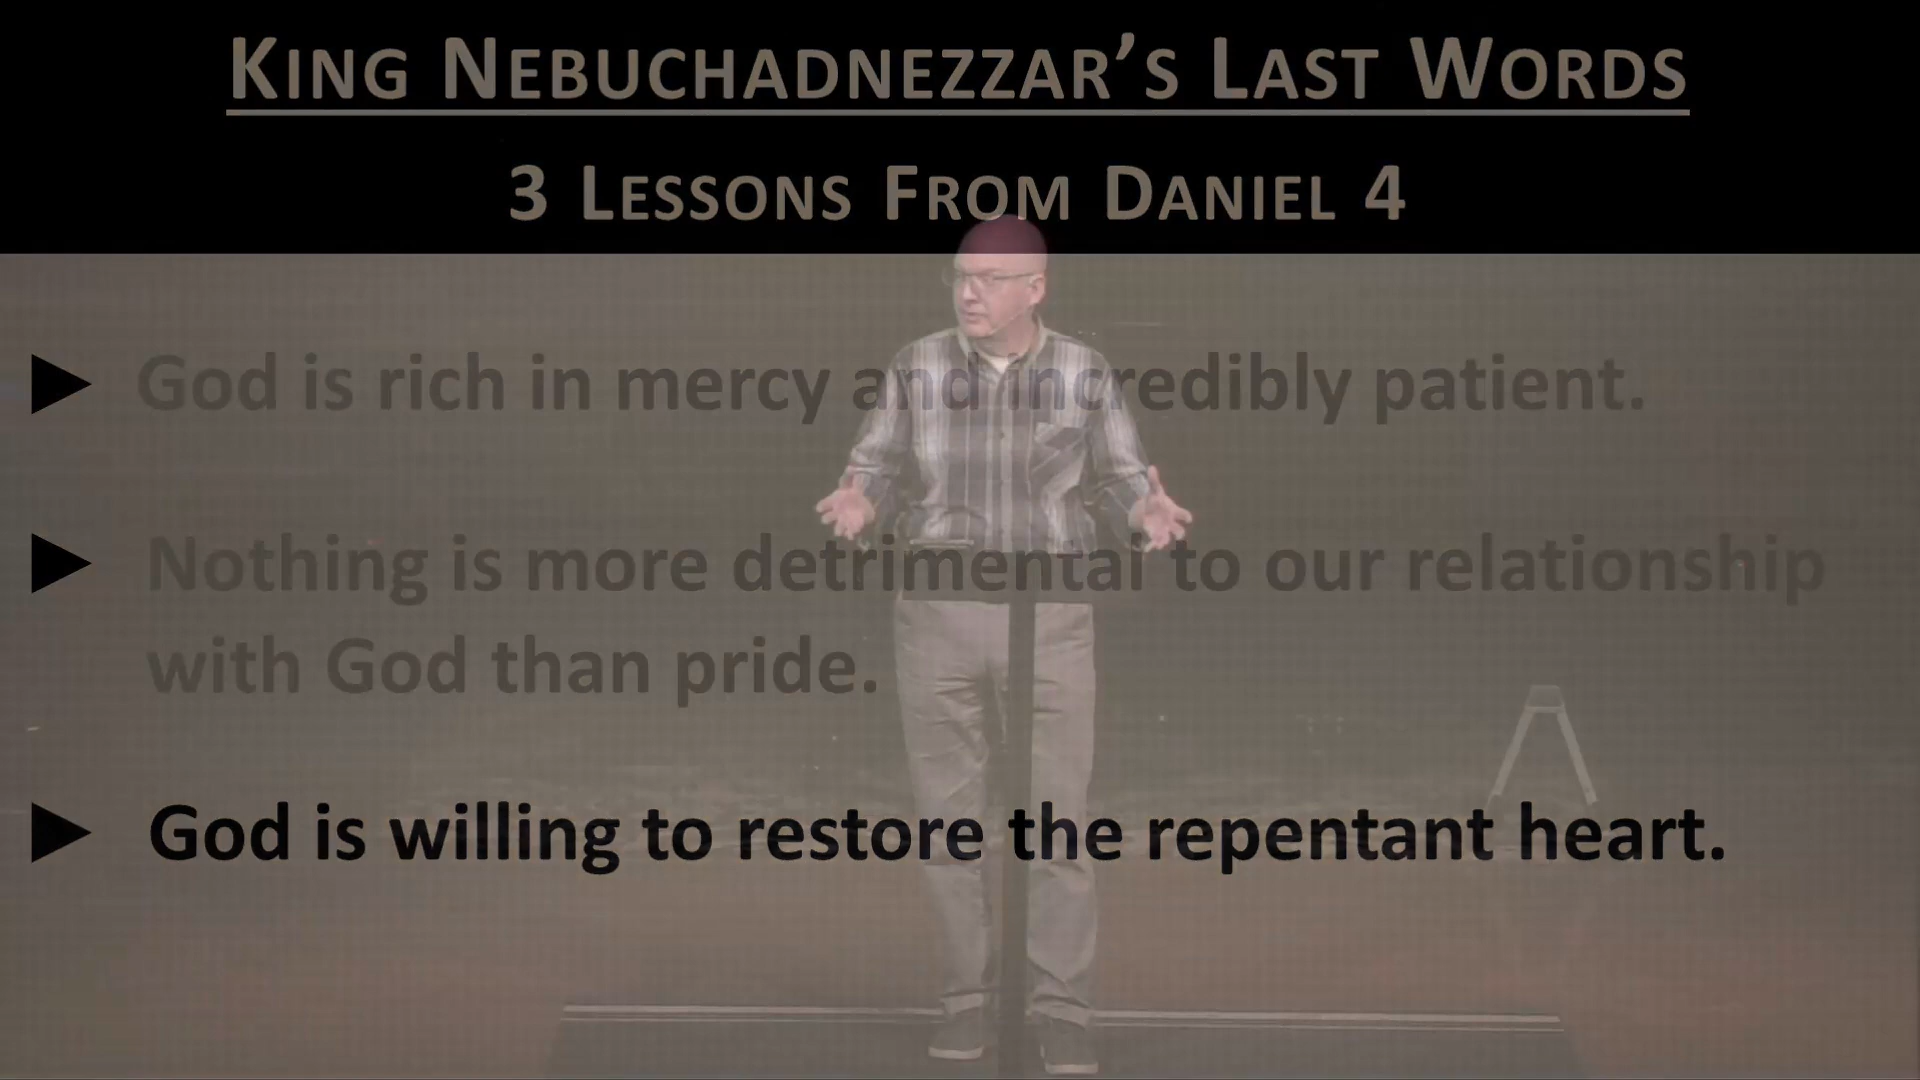 King Nebuchadnezzar’s Last Words
3 Lessons From Daniel 4
► God is rich in mercy and incredibly patient.
► Nothing is more detrimental to our relationship
with God than pride.
► God is willing to restore the repentant heart.